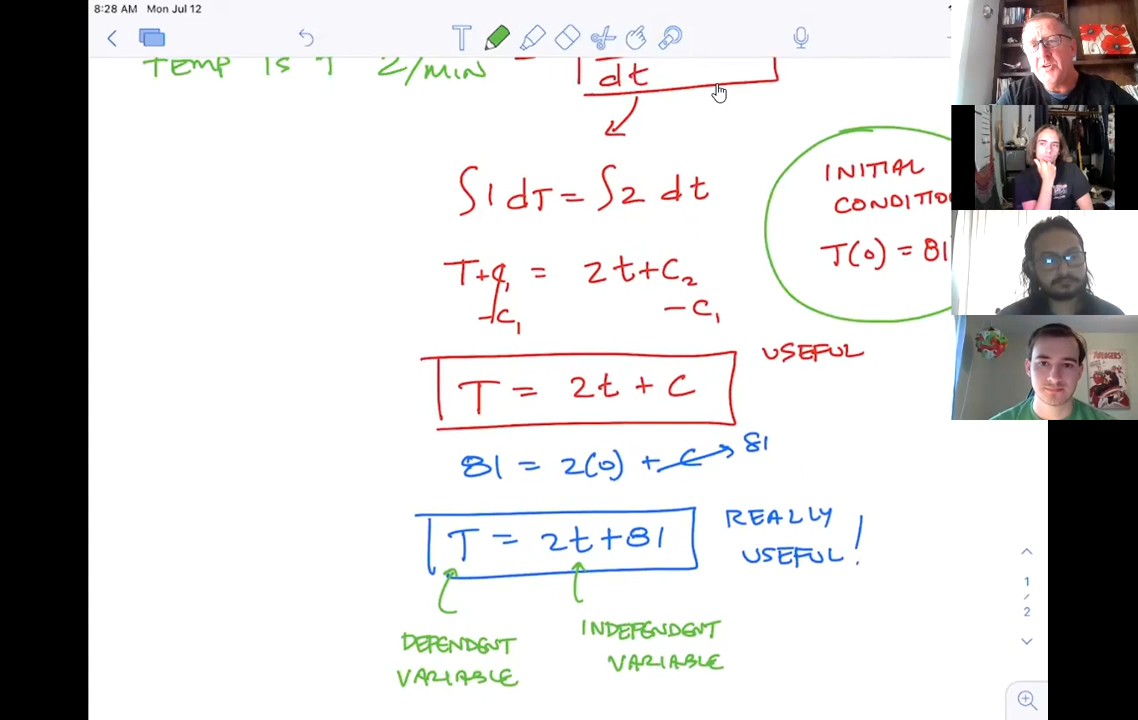 8:28 AM Mon Jul 12
TEMP IS ↑ 2/MIN =
dt
∫1 dT = ∫2 dt
INITIAL
CONDITIO
T(0) = 81
T+C₁ = 2t+C₂
-C₁ -C₁
USEFUL
T = 2t + C
81 = 2(0) + C → 81
T = 2t+81
REALLY
USEFUL!
DEPENDENT
VARIABLE
INDEPENDENT
VARIABLE
1
/
2
AVENGERS